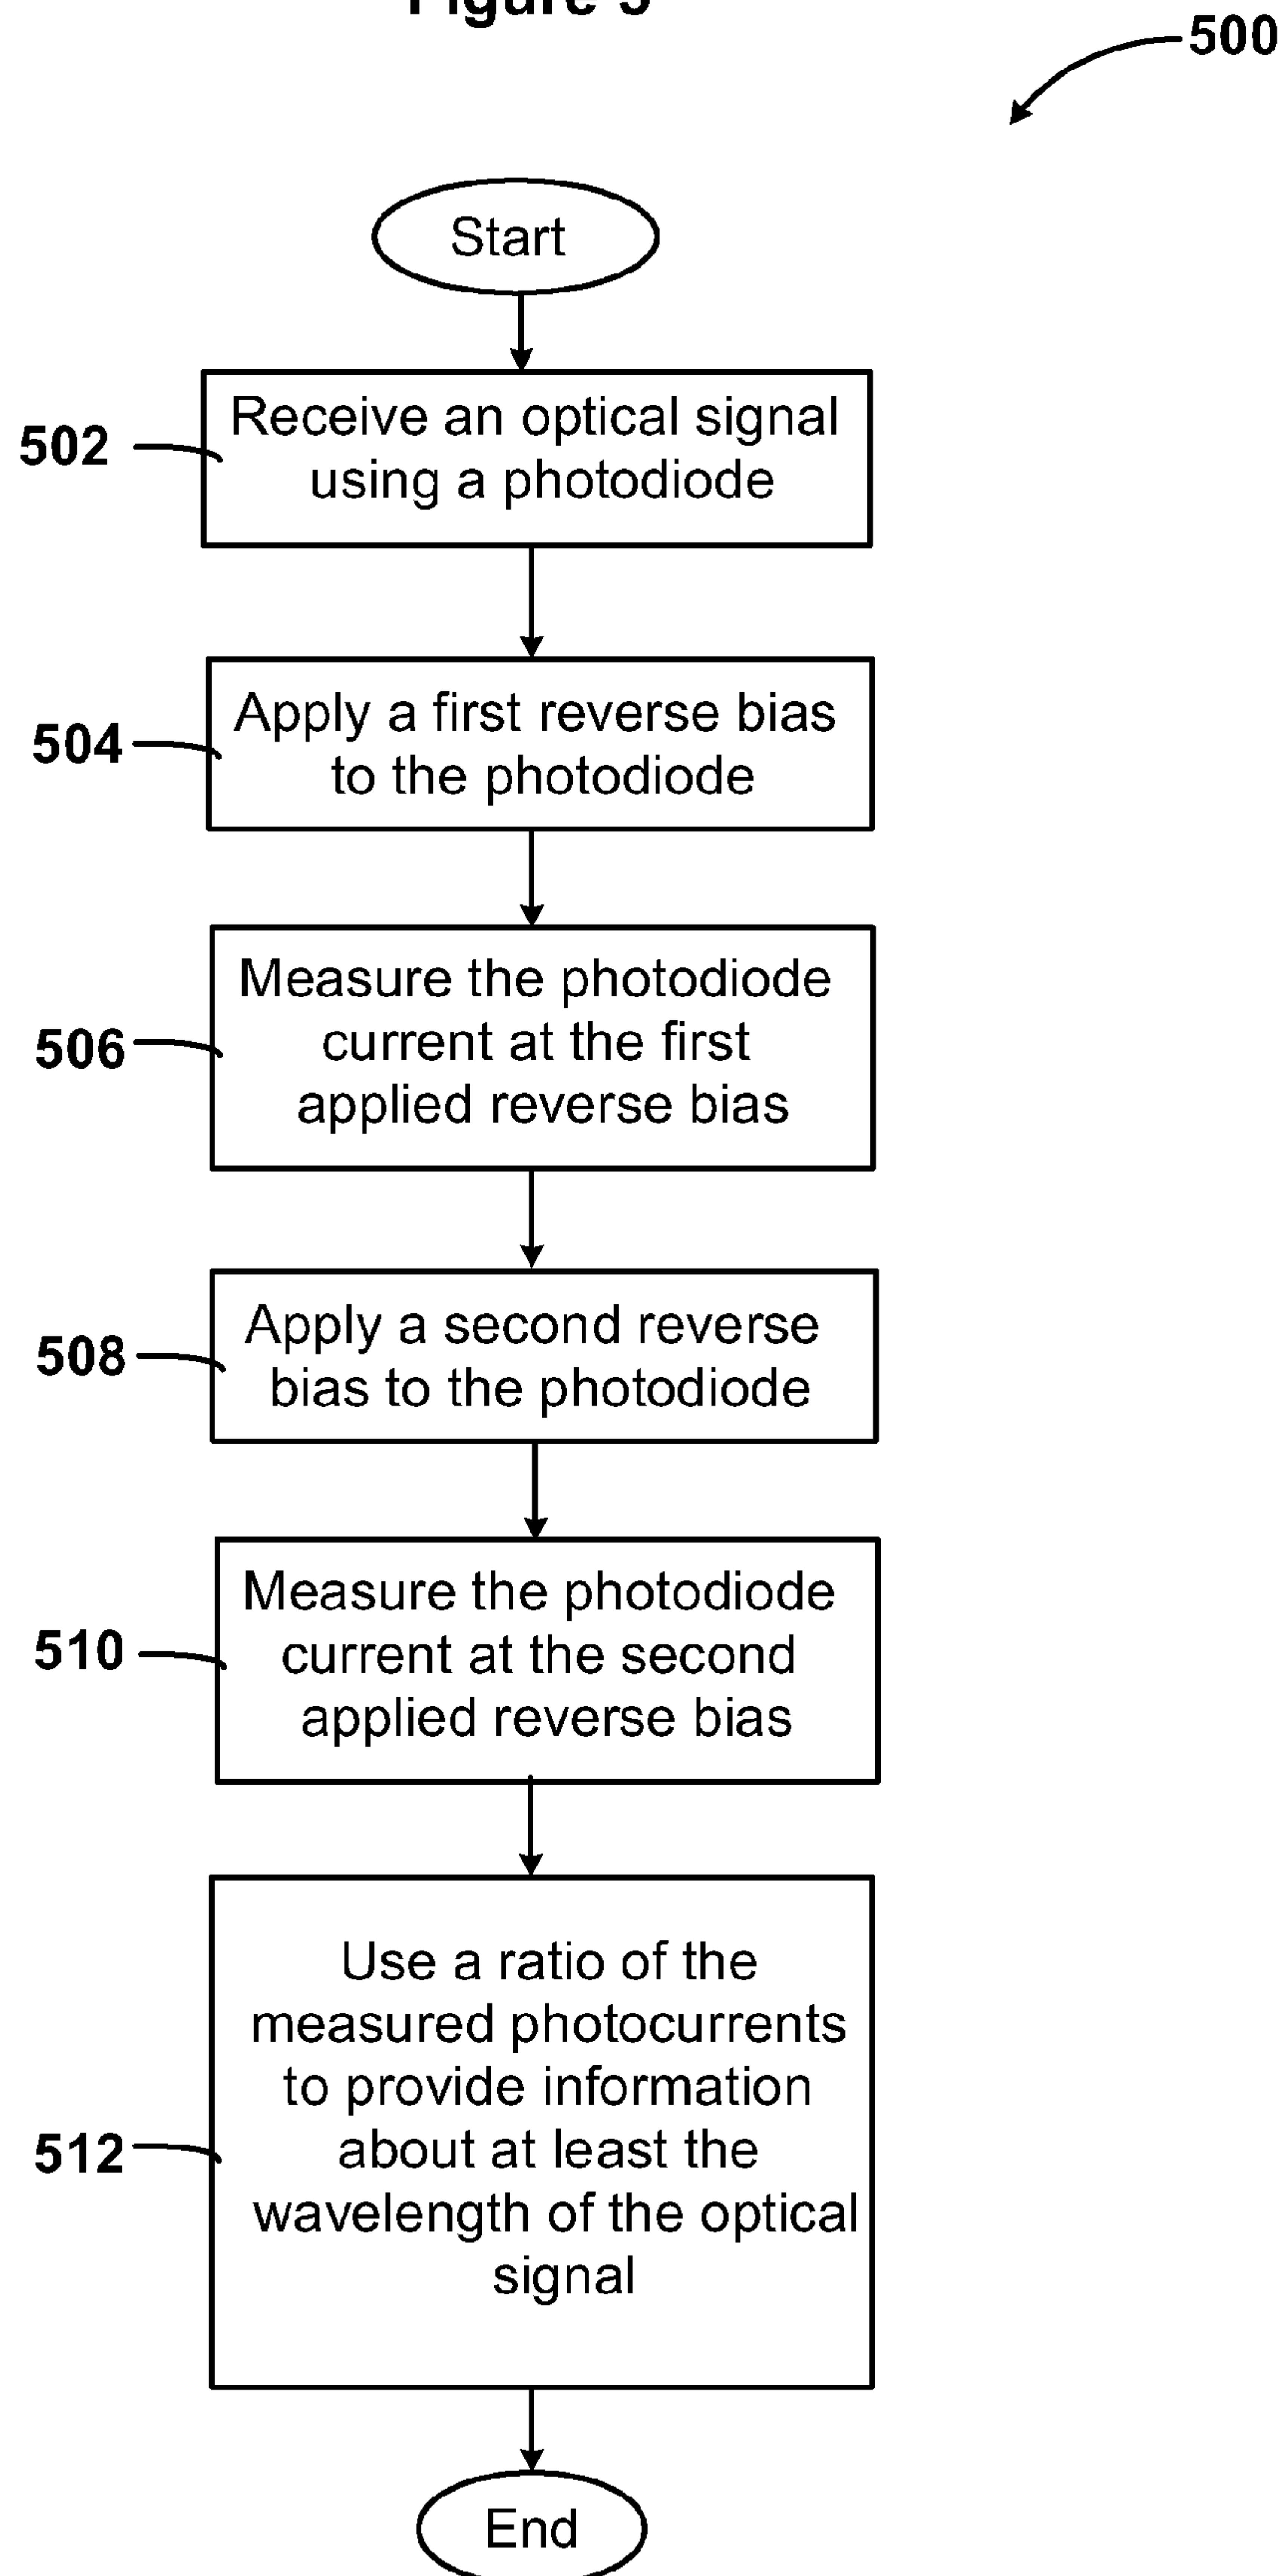 Figure 5
500
Start
502
Receive an optical signal
using a photodiode
504
Apply a first reverse bias
to the photodiode
506
Measure the photodiode
current at the first
applied reverse bias
508
Apply a second reverse
bias to the photodiode
510
Measure the photodiode
current at the second
applied reverse bias
512
Use a ratio of the
measured photocurrents
to provide information
about at least the
wavelength of the optical
signal
End